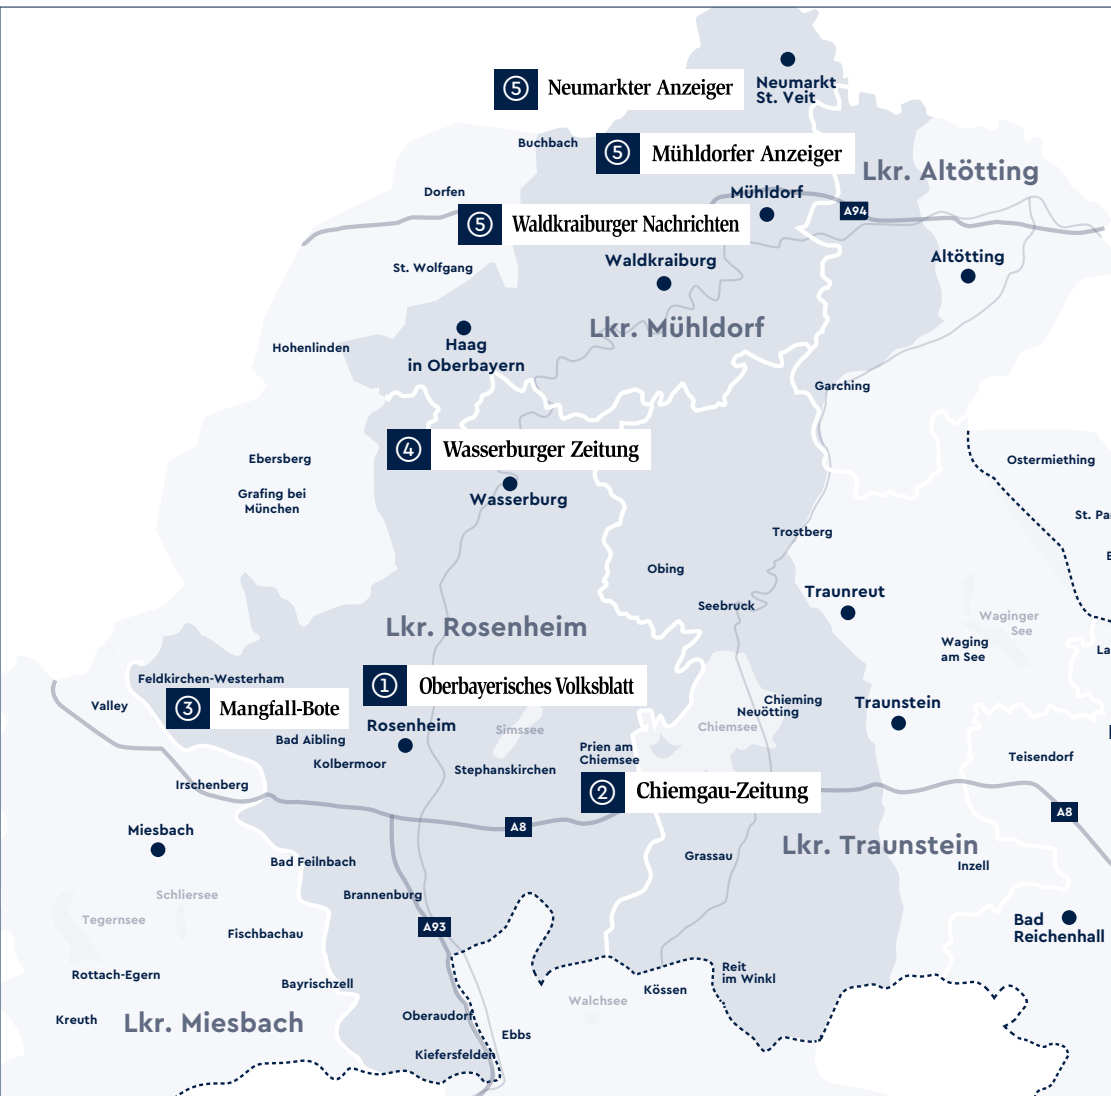 Neumarkt
St. Veit
⑤ Neumarkter Anzeiger
Buchbach
⑤ Mühldorfer Anzeiger
Lkr. Altötting
Dorfen
Mühldorf
A94
⑤ Waldkraiburger Nachrichten
Waldkraiburg
Altötting
St. Wolfgang
Lkr. Mühldorf
Haag
in Oberbayern
Hohenlinden
Garching
④ Wasserburger Zeitung
Ebersberg
Ostermiething
Grafing bei
München
Wasserburg
St. Pa
Trostberg
E
Obing
Traunreut
Seebruck
Waginger
See
Lkr. Rosenheim
Waging
am See
La
Feldkirchen-Westerham
① Oberbayerisches Volksblatt
Valley
③ Mangfall-Bote
Chieming
Neuötting
Traunstein
Rosenheim
Simssee
Chiemsee
Bad Aibling
Prien am
Chiemsee
Kolbermoor
Stephanskirchen
Teisendorf
Irschenberg
② Chiemgau-Zeitung
A8
A8
Miesbach
Lkr. Traunstein
Grassau
Bad Feilnbach
Inzell
Schliersee
Brannenburg
Tegernsee
A93
Bad
Reichenhall
Fischbachau
Rottach-Egern
Bayrischzell
Reit
im Winkl
Kössen
Walchsee
Kreuth
Lkr. Miesbach
Oberaudorf
Ebbs
Kiefersfelden